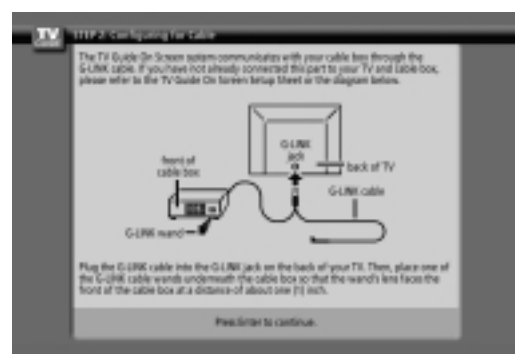 TV
GUIDE
STEP 2: Configuring for Cable
The TV Guide On Screen system communicates with your cable box through the
G-LINK cable. If you have not already connected this part to your TV and cable box,
please refer to the TV Guide On Screen Setup Sheet or the diagram below.
G-LINK
jack
front of
cable box
back of TV
G-LINK cable
G-LINK wand
Plug the G-LINK cable into the G-LINK jack on the back of your TV. Then, place one of
the G-LINK cable wands underneath the cable box so that the wand's lens faces the
front of the cable box at a distance of about one (1) inch.
Press Enter to continue.